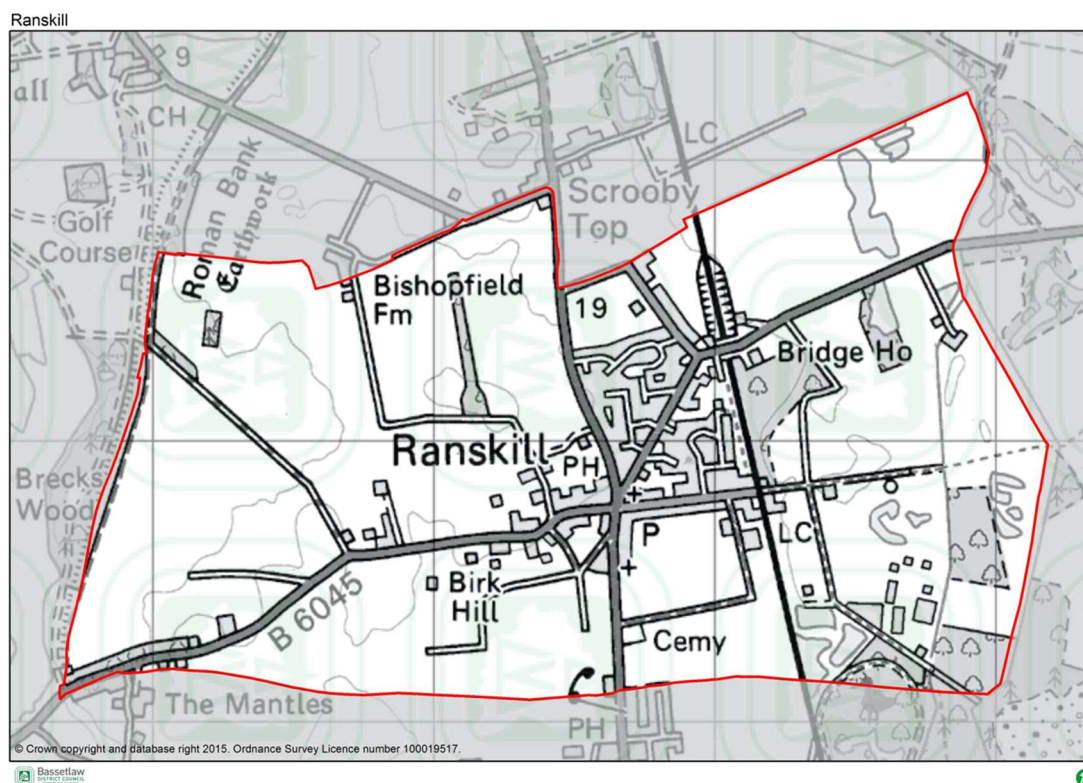 Ranskill
9
all
CH
LC
Roman Bank
Earthwork
Scrooby
Top
Golf
Course
Bishopfield
Fm
19
Bridge Ho
Ranskill
PH
Brecks
Wood
P
LC
Birk
Hill
B 6045
Cemy
The Mantles
PH
© Crown copyright and database right 2015. Ordnance Survey Licence number 100019517.
Bassetlaw
DISTRICT COUNCIL